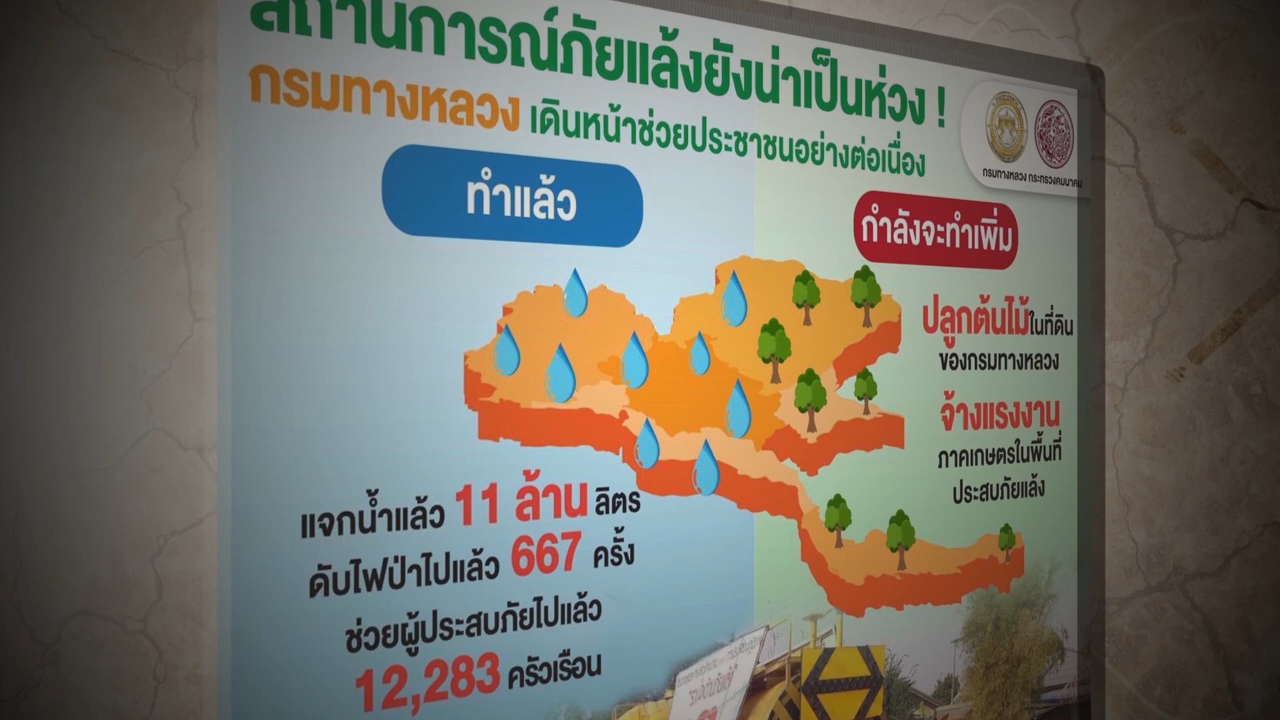 สถานการณ์ภัยแล้งยังน่าเป็นห่วง !
กรมทางหลวง เดินหน้าช่วยประชาชนอย่างต่อเนื่อง
กรมทางหลวง กระทรวงคมนาคม
ทำแล้ว
กำลังจะทำเพิ่ม
ปลูกต้นไม้ในที่ดิน
ของกรมทางหลวง
จ้างแรงงาน
ภาคเกษตรในพื้นที่
ประสบภัยแล้ง
แจกน้ำแล้ว 11 ล้าน ลิตร
ดับไฟป่าไปแล้ว 667 ครั้ง
ช่วยผู้ประสบภัยไปแล้ว
12,283 ครัวเรือน